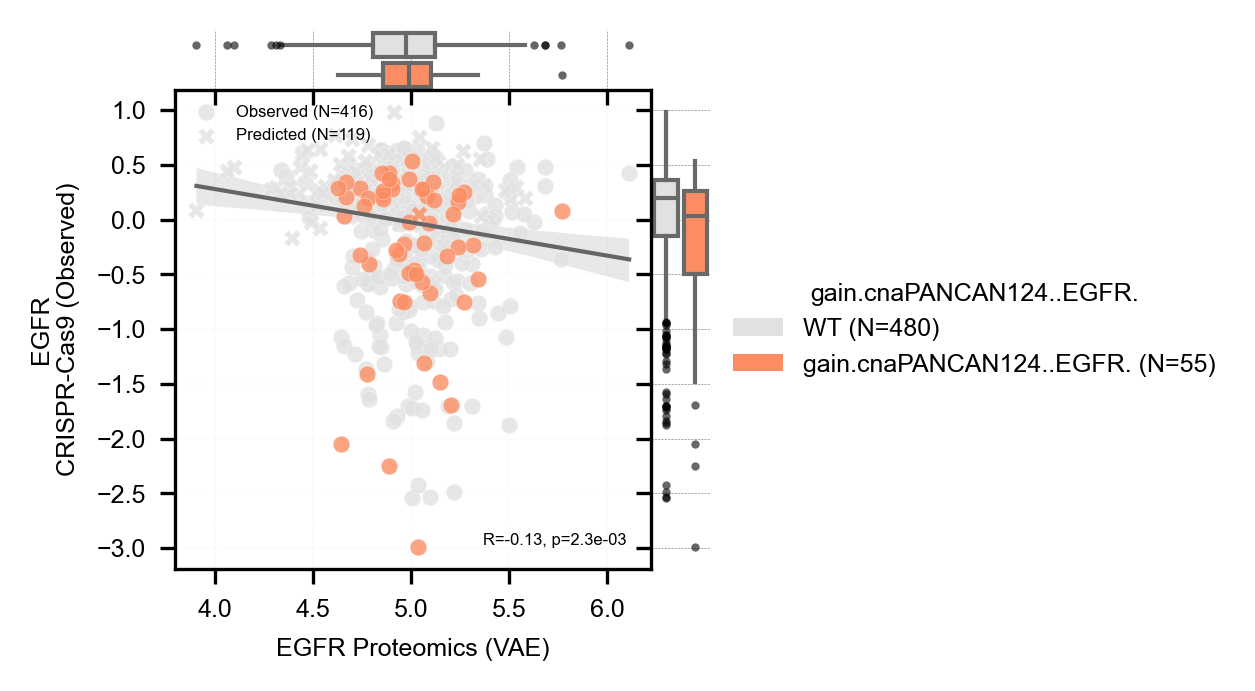 Observed (N=416)
Predicted (N=119)
1.0
0.5
0.0
−0.5
−1.0
−1.5
−2.0
−2.5
−3.0
EGFR
CRISPR-Cas9 (Observed)
R=-0.13, p=2.3e-03
4.0 4.5 5.0 5.5 6.0
EGFR Proteomics (VAE)
gain.cnaPANCAN124..EGFR.
WT (N=480)
gain.cnaPANCAN124..EGFR. (N=55)